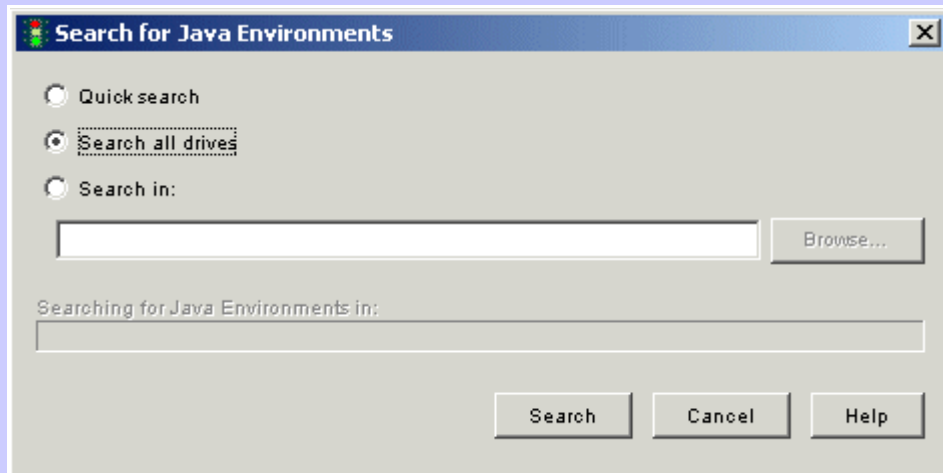 Search for Java Environments
Quick search
Search all drives
Search in:
Browse...
Searching for Java Environments in:
Search Cancel Help